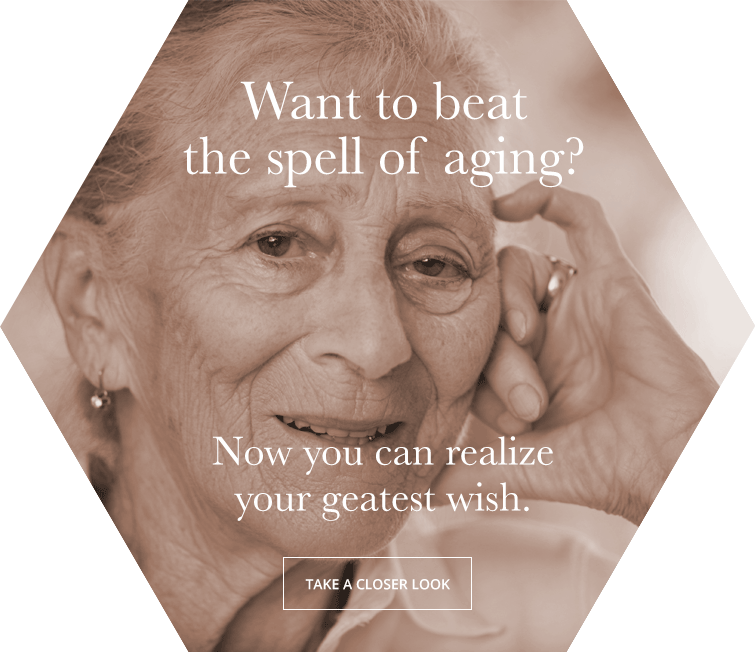 Want to beat
the spell of aging?
Now you can realize
your geatest wish.
TAKE A CLOSER LOOK